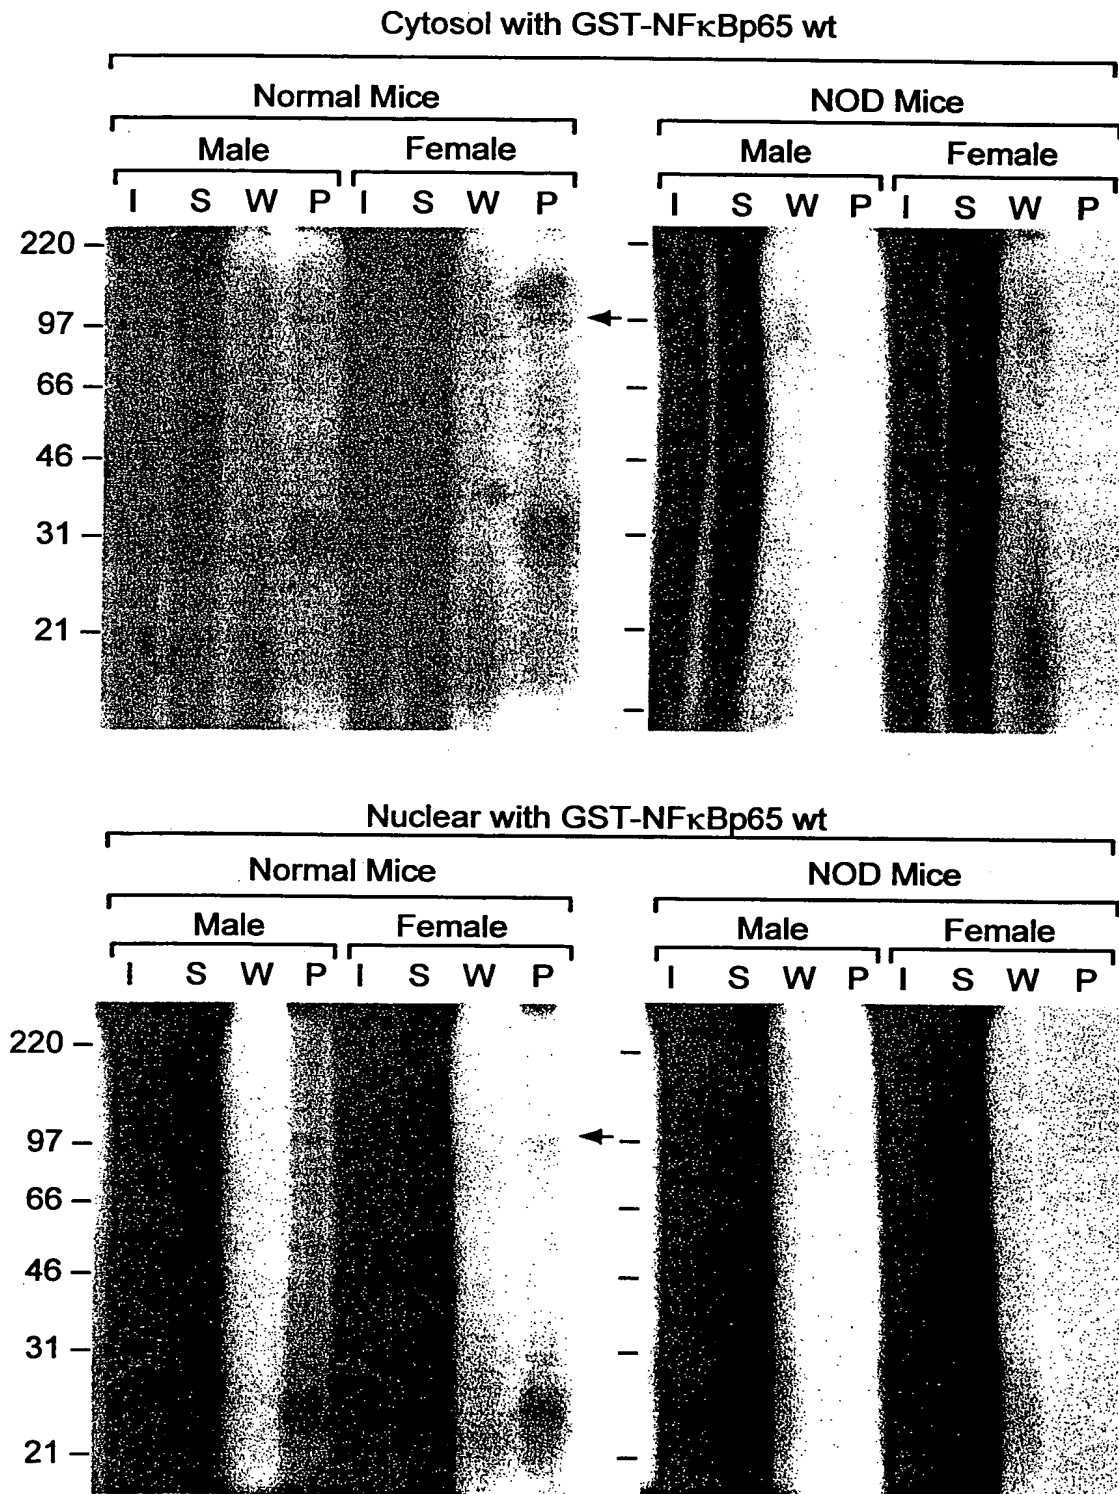 Cytosol with GST-NFκBp65 wt
Normal Mice NOD Mice
Male Female Male Female
I S W P I S W P I S W P I S W P
220
97
66
46
31
21
Nuclear with GST-NFκBp65 wt
Normal Mice NOD Mice
Male Female Male Female
I S W P I S W P I S W P I S W P
220
97
66
46
31
21